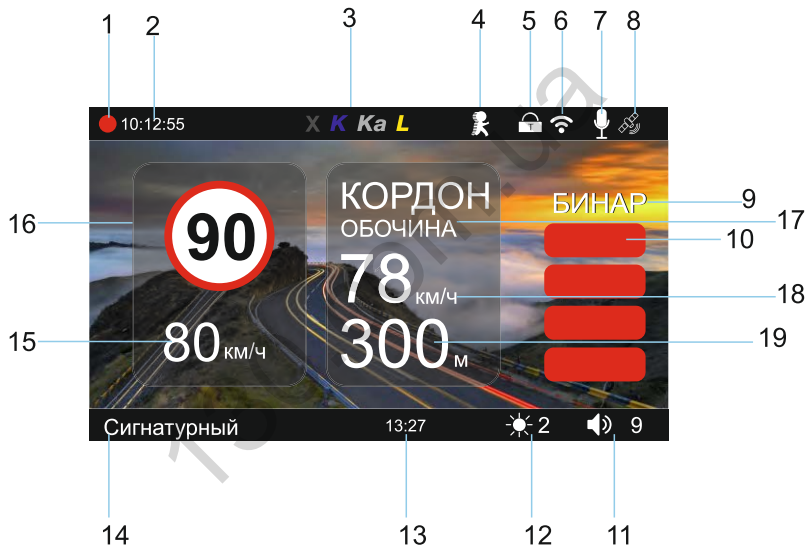 1 2 3 4 5 6 7 8
10:12:55 X K Ka L T
16 90 КОРДОН БИНАР 9
ОБОЧИНА 17
10
78 км/ч 18
15 80 км/ч 300 м 19
Сигнатурный 13:27 2 9
14 13 12 11